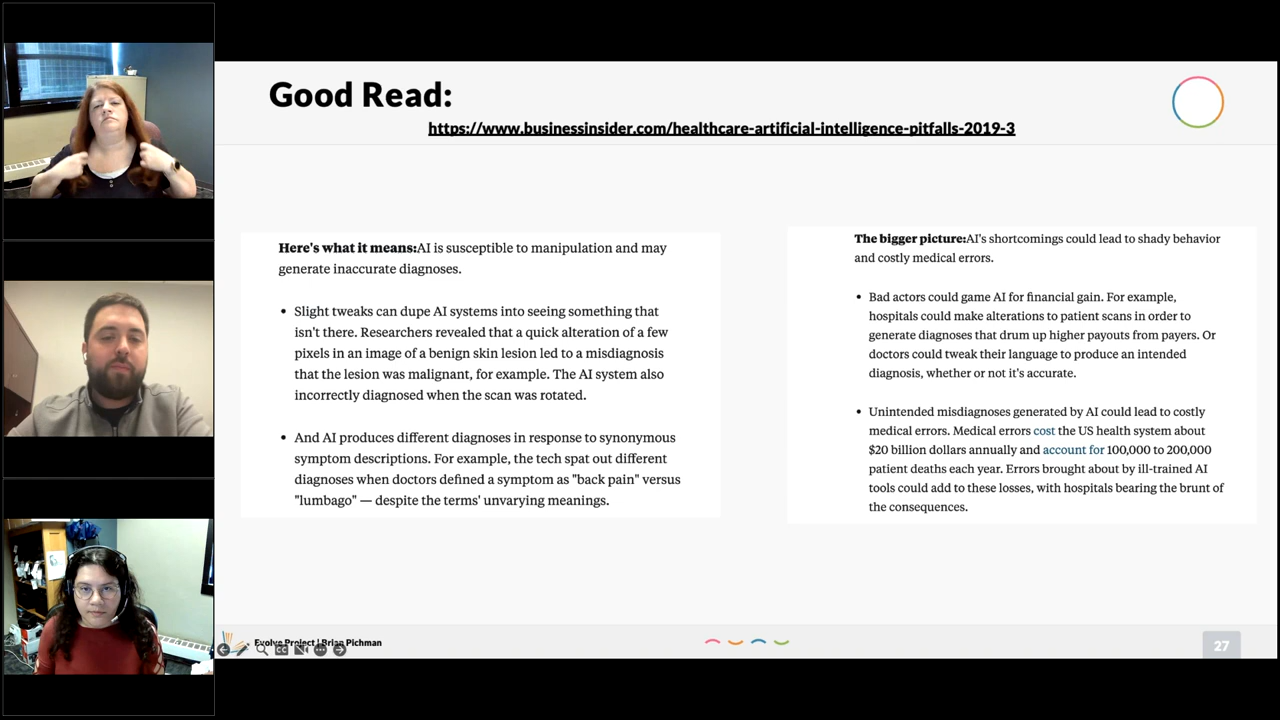 Good Read:
https://www.businessinsider.com/healthcare-artificial-intelligence-pitfalls-2019-3
Here's what it means:AI is susceptible to manipulation and may
generate inaccurate diagnoses.
• Slight tweaks can dupe AI systems into seeing something that
isn't there. Researchers revealed that a quick alteration of a few
pixels in an image of a benign skin lesion led to a misdiagnosis
that the lesion was malignant, for example. The AI system also
incorrectly diagnosed when the scan was rotated.
• And AI produces different diagnoses in response to synonymous
symptom descriptions. For example, the tech spat out different
diagnoses when doctors defined a symptom as "back pain" versus
"lumbago" — despite the terms' unvarying meanings.
The bigger picture:AI's shortcomings could lead to shady behavior
and costly medical errors.
• Bad actors could game AI for financial gain. For example,
hospitals could make alterations to patient scans in order to
generate diagnoses that drum up higher payouts from payers. Or
doctors could tweak their language to produce an intended
diagnosis, whether or not it's accurate.
• Unintended misdiagnoses generated by AI could lead to costly
medical errors. Medical errors cost the US health system about
$20 billion dollars annually and account for 100,000 to 200,000
patient deaths each year. Errors brought about by ill-trained AI
tools could add to these losses, with hospitals bearing the brunt of
the consequences.
Evolve Project | Brian Pichman
27